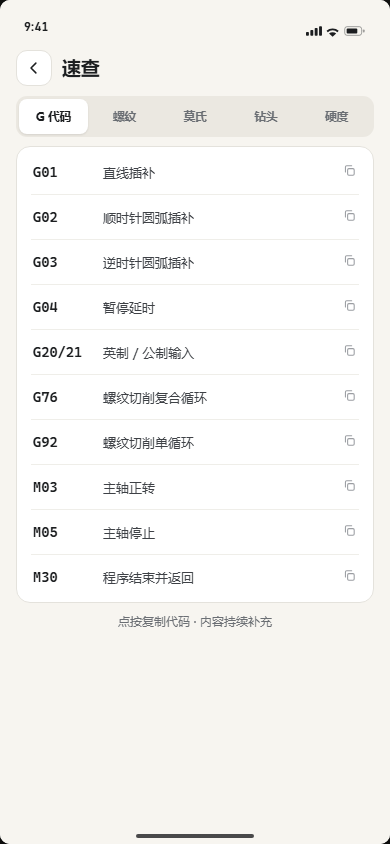 9:41
速查
G 代码 螺纹 莫氏 钻头 硬度
G01 直线插补
G02 顺时针圆弧插补
G03 逆时针圆弧插补
G04 暂停延时
G20/21 英制 / 公制输入
G76 螺纹切削复合循环
G92 螺纹切削单循环
M03 主轴正转
M05 主轴停止
M30 程序结束并返回
点按复制代码 · 内容持续补充